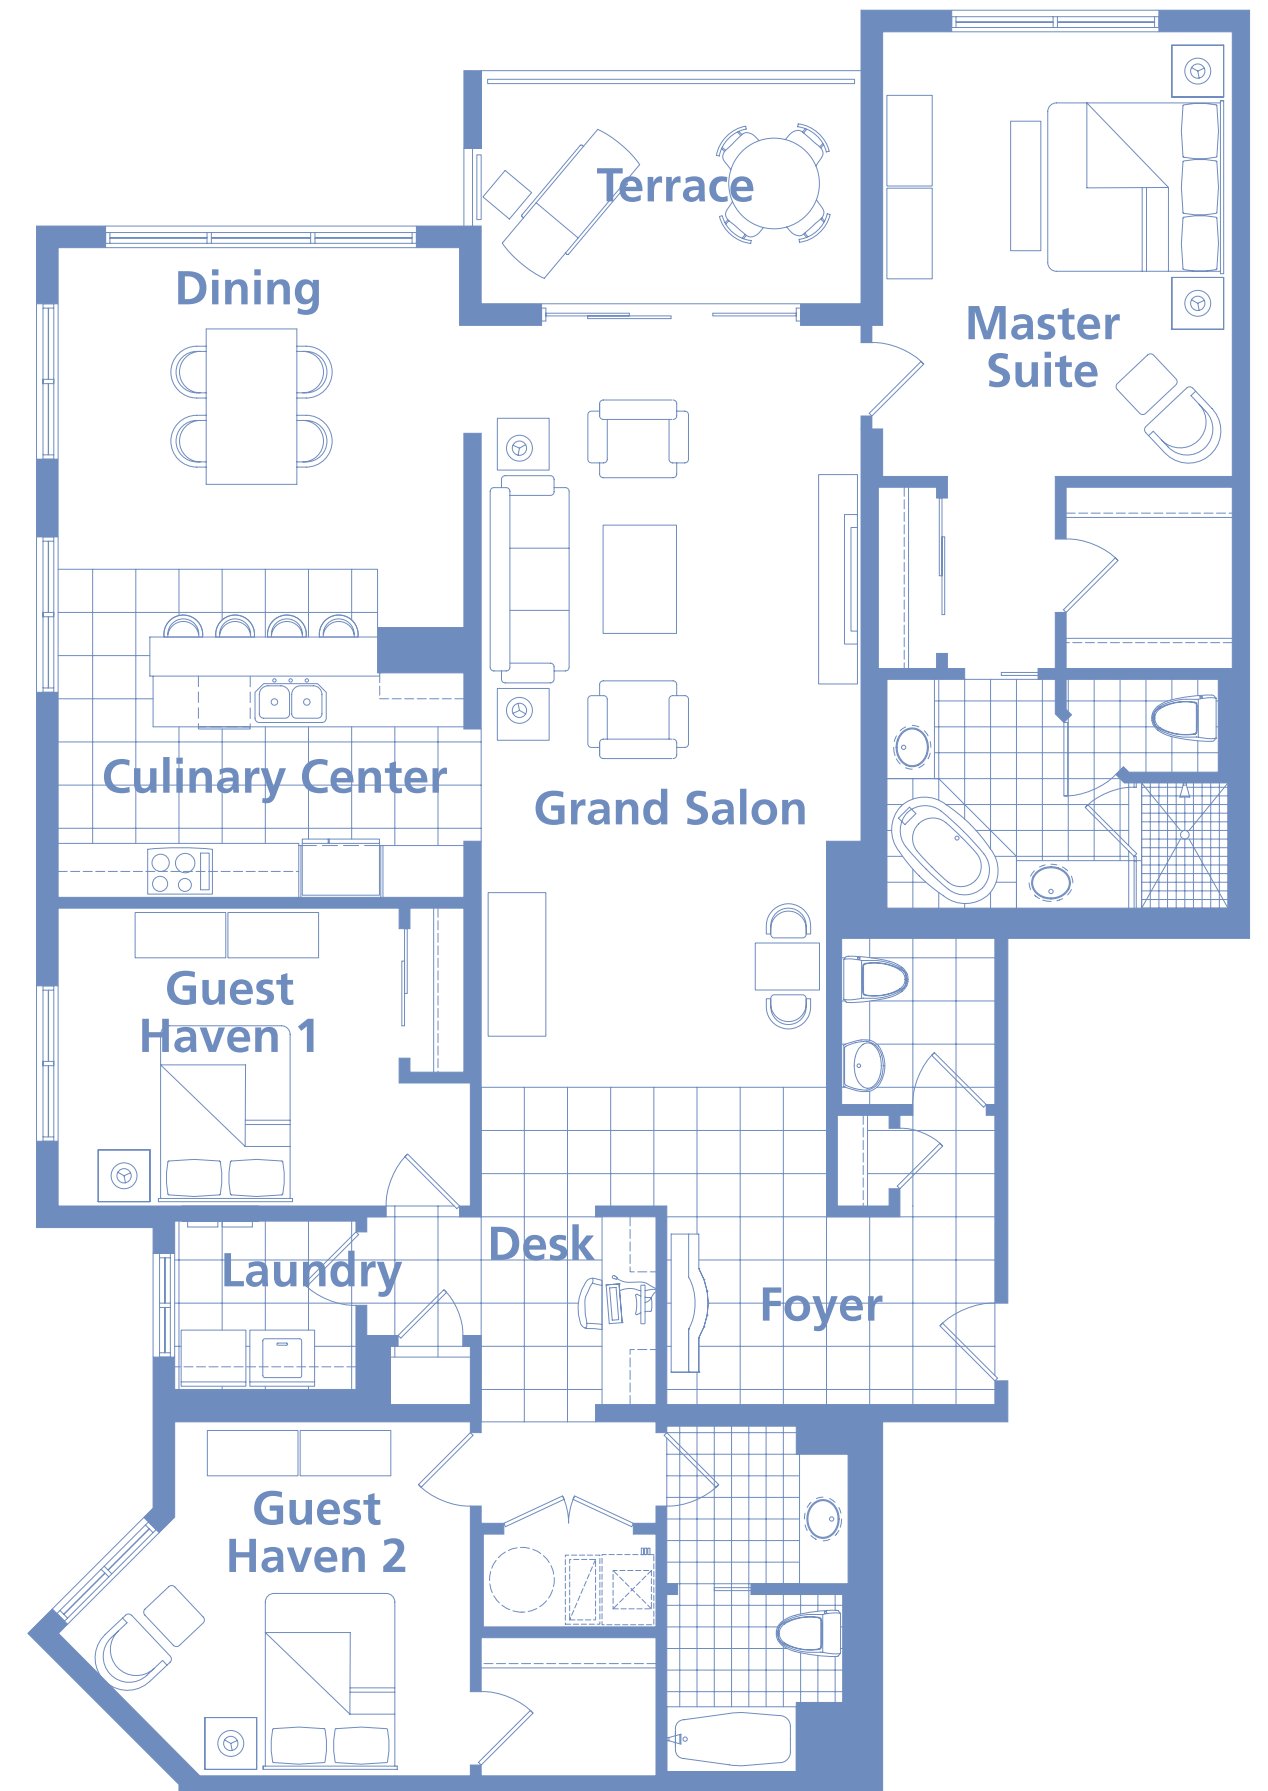 Terrace
Dining
Master
Suite
Culinary Center
Grand Salon
Guest
Haven 1
Desk
Laundry
Foyer
Guest
Haven 2